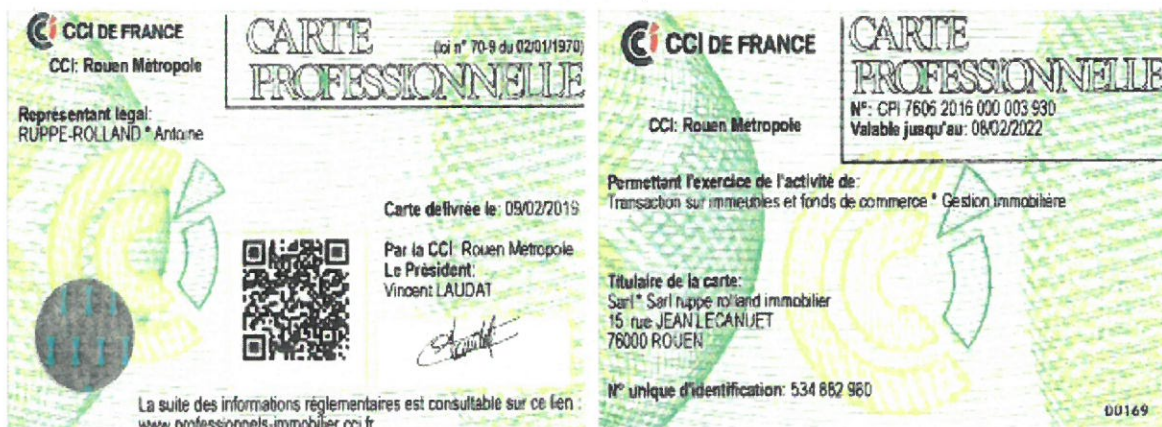 CCI DE FRANCE
CCI: Rouen Métropole
CARTE
(loi n° 70-9 du 02/01/1970)
PROFESSIONNELLE
Représentant légal:
RUPPE-ROLLAND * Antoine
Carte délivrée le: 09/02/2019
Par la CCI: Rouen Métropole
Le Président:
Vincent LAUDAT
La suite des informations réglementaires est consultable sur ce lien :
www.professionnels-immobilier.cci.fr
CCI DE FRANCE
CCI: Rouen Métropole
CARTE
PROFESSIONNELLE
N°: CPI 7606 2016 000 003 930
Valable jusqu'au: 08/02/2022
Permettant l'exercice de l'activité de:
Transaction sur immeubles et fonds de commerce * Gestion immobilière
Titulaire de la carte:
Sarl * Sarl ruppe rolland immobilier
15 rue JEAN LECANUET
76000 ROUEN
N° unique d'identification: 534 882 980
00169